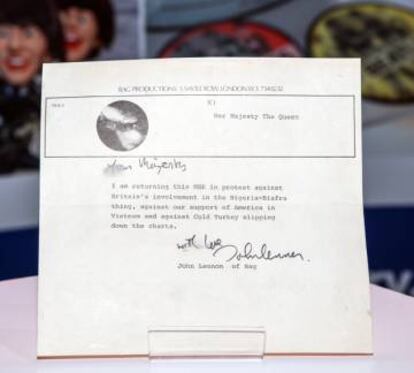 BAG PRODUCTIONS 3 SAVILE ROW LONDON W1 7348232
TO
Her Majesty The Queen
Your Majesty
I am returning this MBE in protest against
Britain's involvement in the Nigeria-Biafra
thing, against our support of America in
Vietnam and against Cold Turkey slipping
down the charts.
with love
John Lennon.
John Lennon of Bag